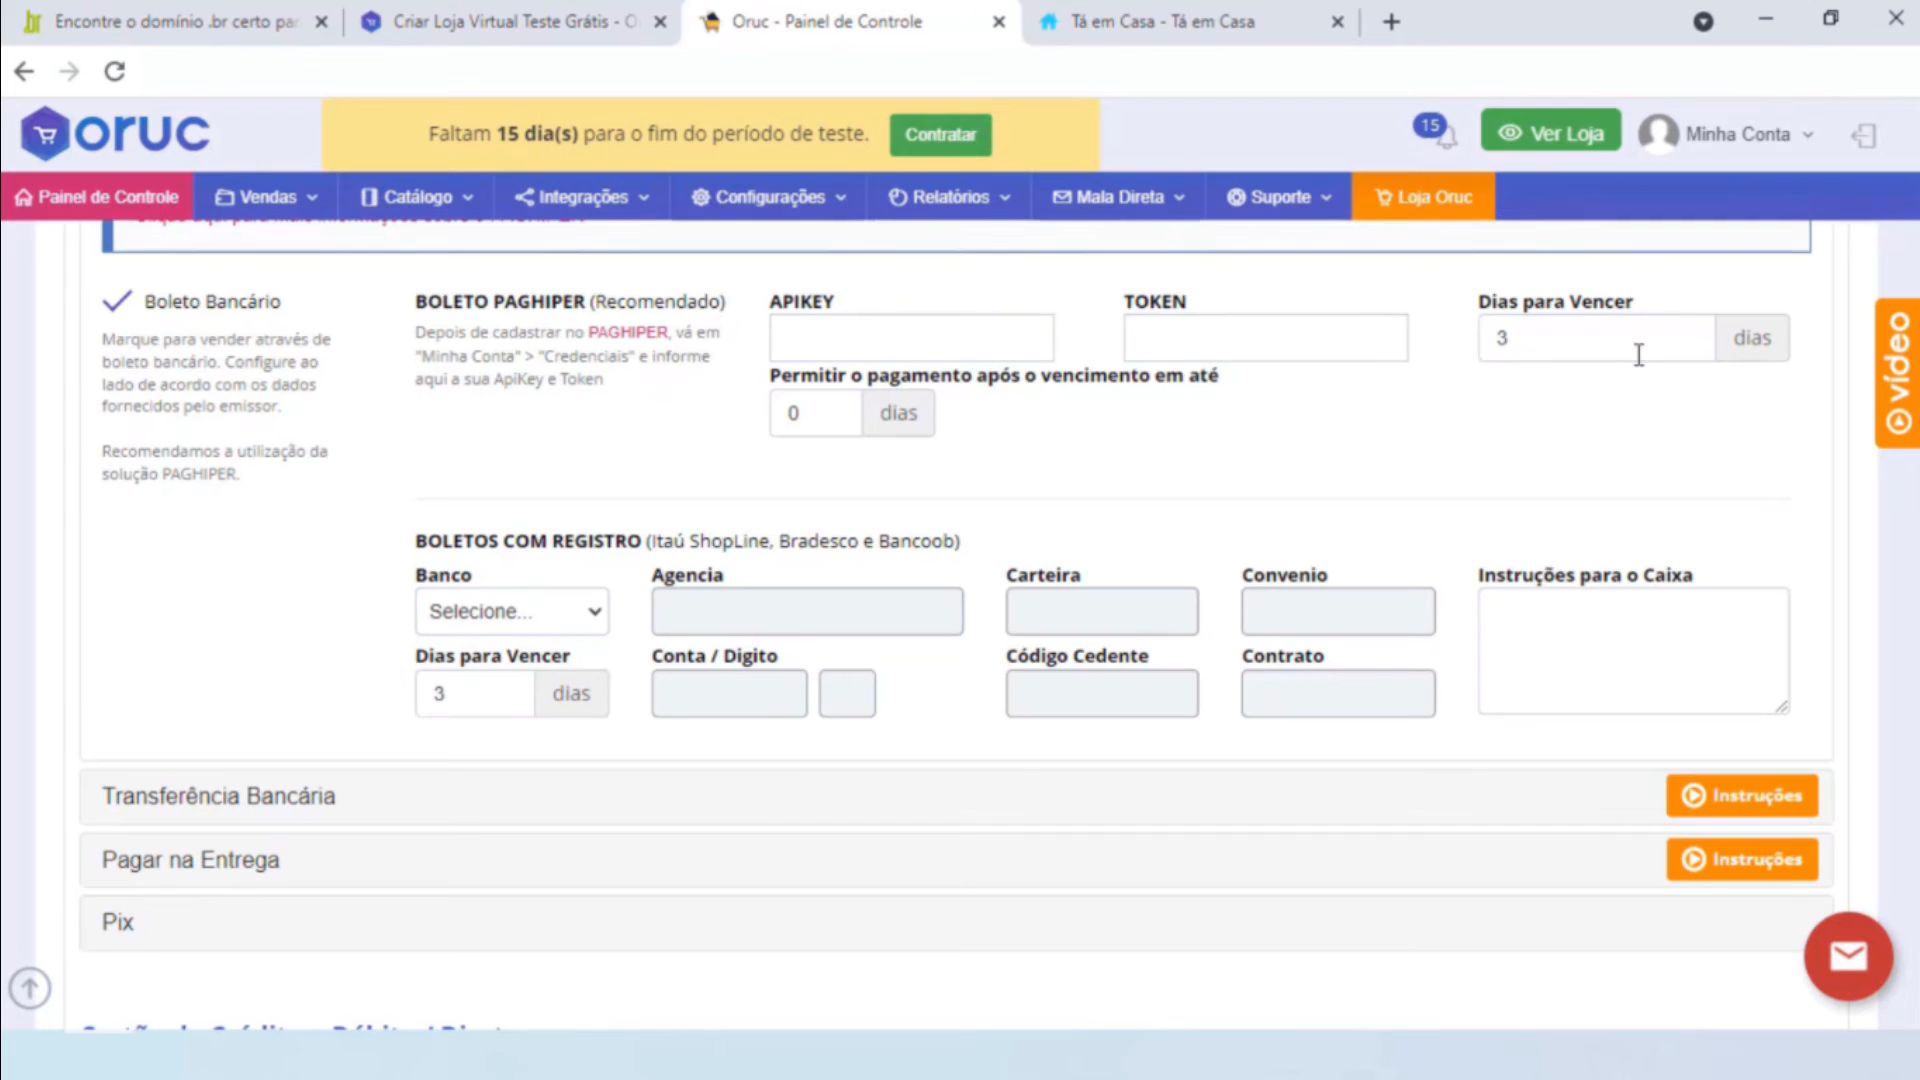 Encontre o domínio .br certo par
Criar Loja Virtual Teste Grátis - O
Oruc - Painel de Controle
Tá em Casa - Tá em Casa
oruc
Faltam 15 dia(s) para o fim do período de teste.
Contratar
15
Ver Loja
Minha Conta
Painel de Controle
Vendas
Catálogo
Integrações
Configurações
Relatórios
Mala Direta
Suporte
Loja Oruc
Boleto Bancário
Marque para vender através de
boleto bancário. Configure ao
lado de acordo com os dados
fornecidos pelo emissor.
Recomendamos a utilização da
solução PAGHIPER.
BOLETO PAGHIPER (Recomendado)
Depois de cadastrar no PAGHIPER, vá em
"Minha Conta" > "Credenciais" e informe
aqui a sua ApiKey e Token
APIKEY
TOKEN
Dias para Vencer
3 dias
Permitir o pagamento após o vencimento em até
0 dias
vídeo
BOLETOS COM REGISTRO (Itaú ShopLine, Bradesco e Bancoob)
Banco
Agencia
Carteira
Convenio
Instruções para o Caixa
Selecione...
Dias para Vencer
Conta / Digito
Código Cedente
Contrato
3 dias
Transferência Bancária
Instruções
Pagar na Entrega
Instruções
Pix